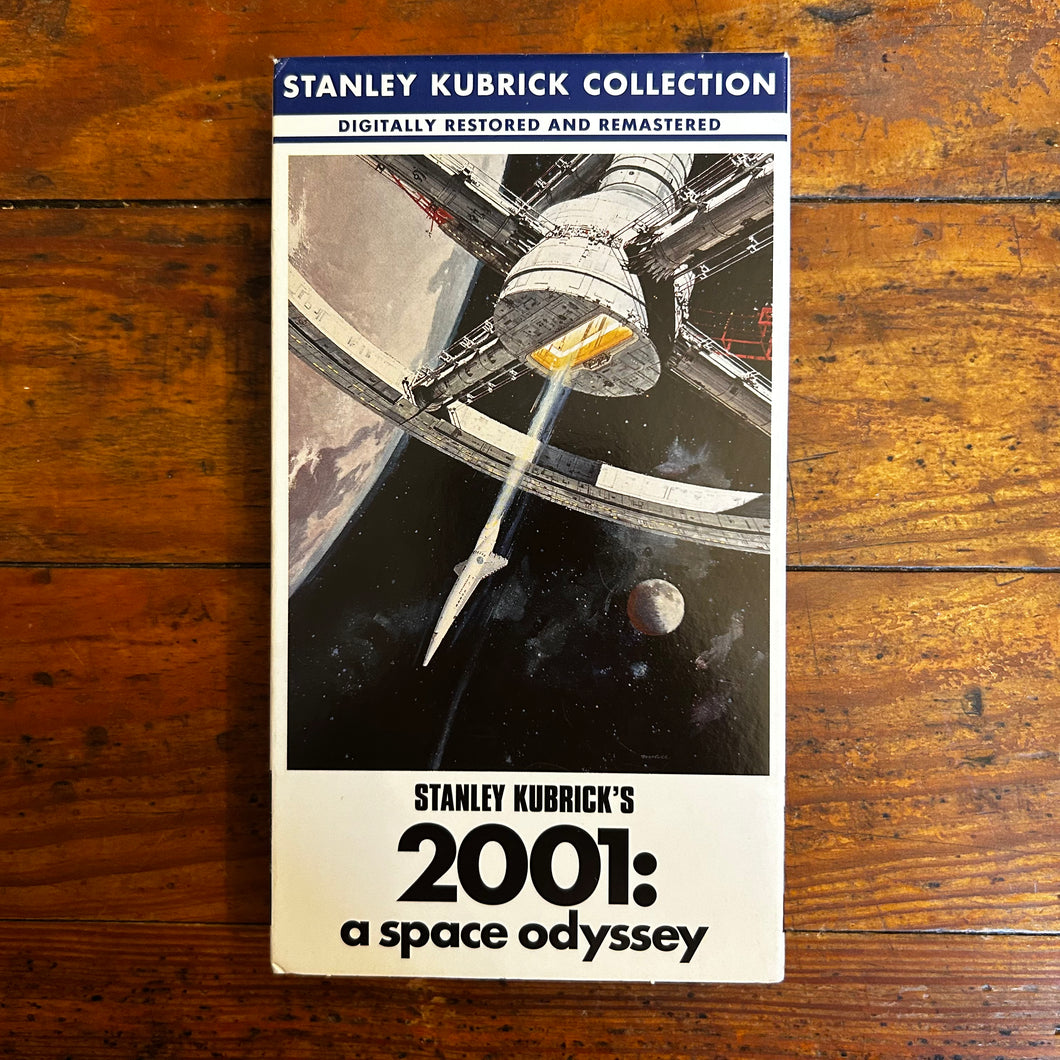 STANLEY KUBRICK COLLECTION
DIGITALLY RESTORED AND REMASTERED
STANLEY KUBRICK'S
2001:
a space odyssey